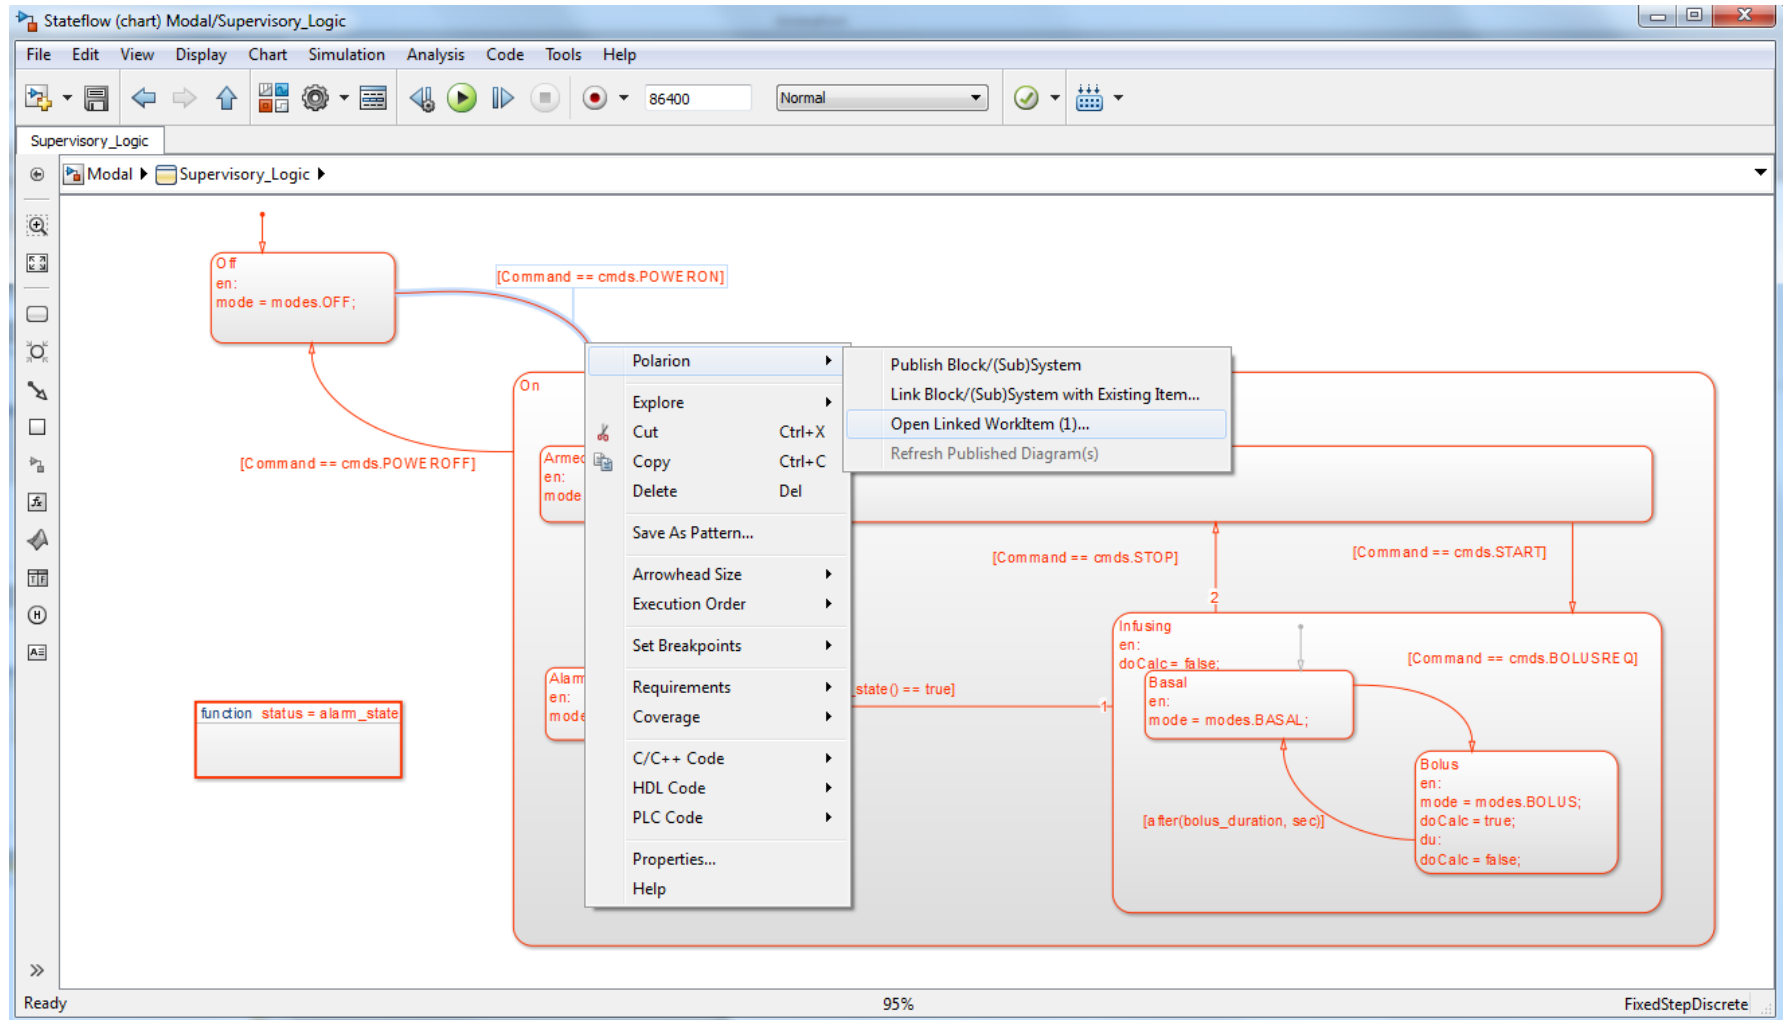 Stateflow (chart) Modal/Supervisory_Logic
File Edit View Display Chart Simulation Analysis Code Tools Help
86400 Normal
Supervisory_Logic
Modal Supervisory_Logic
Off
en:
mode = modes.OFF;
[Command == cmds.POWERON]
[Command == cmds.POWEROFF]
On
Armed
en:
mode
Polarion
Explore
Cut Ctrl+X
Copy Ctrl+C
Delete Del
Save As Pattern...
Arrowhead Size
Execution Order
Set Breakpoints
Requirements
Coverage
C/C++ Code
HDL Code
PLC Code
Properties...
Help
Publish Block/(Sub)System
Link Block/(Sub)System with Existing Item...
Open Linked WorkItem (1)...
Refresh Published Diagram(s)
[Command == cmds.STOP]
[Command == cmds.START]
2
Alarm
en:
mode
_state() == true]
1
Infusing
en:
doCalc = false;
[Command == cmds.BOLUSREQ]
Basal
en:
mode = modes.BASAL;
Bolus
en:
mode = modes.BOLUS;
doCalc = true;
du:
doCalc = false;
[after(bolus_duration, sec)]
function status = alarm_state
Ready 95% FixedStepDiscrete